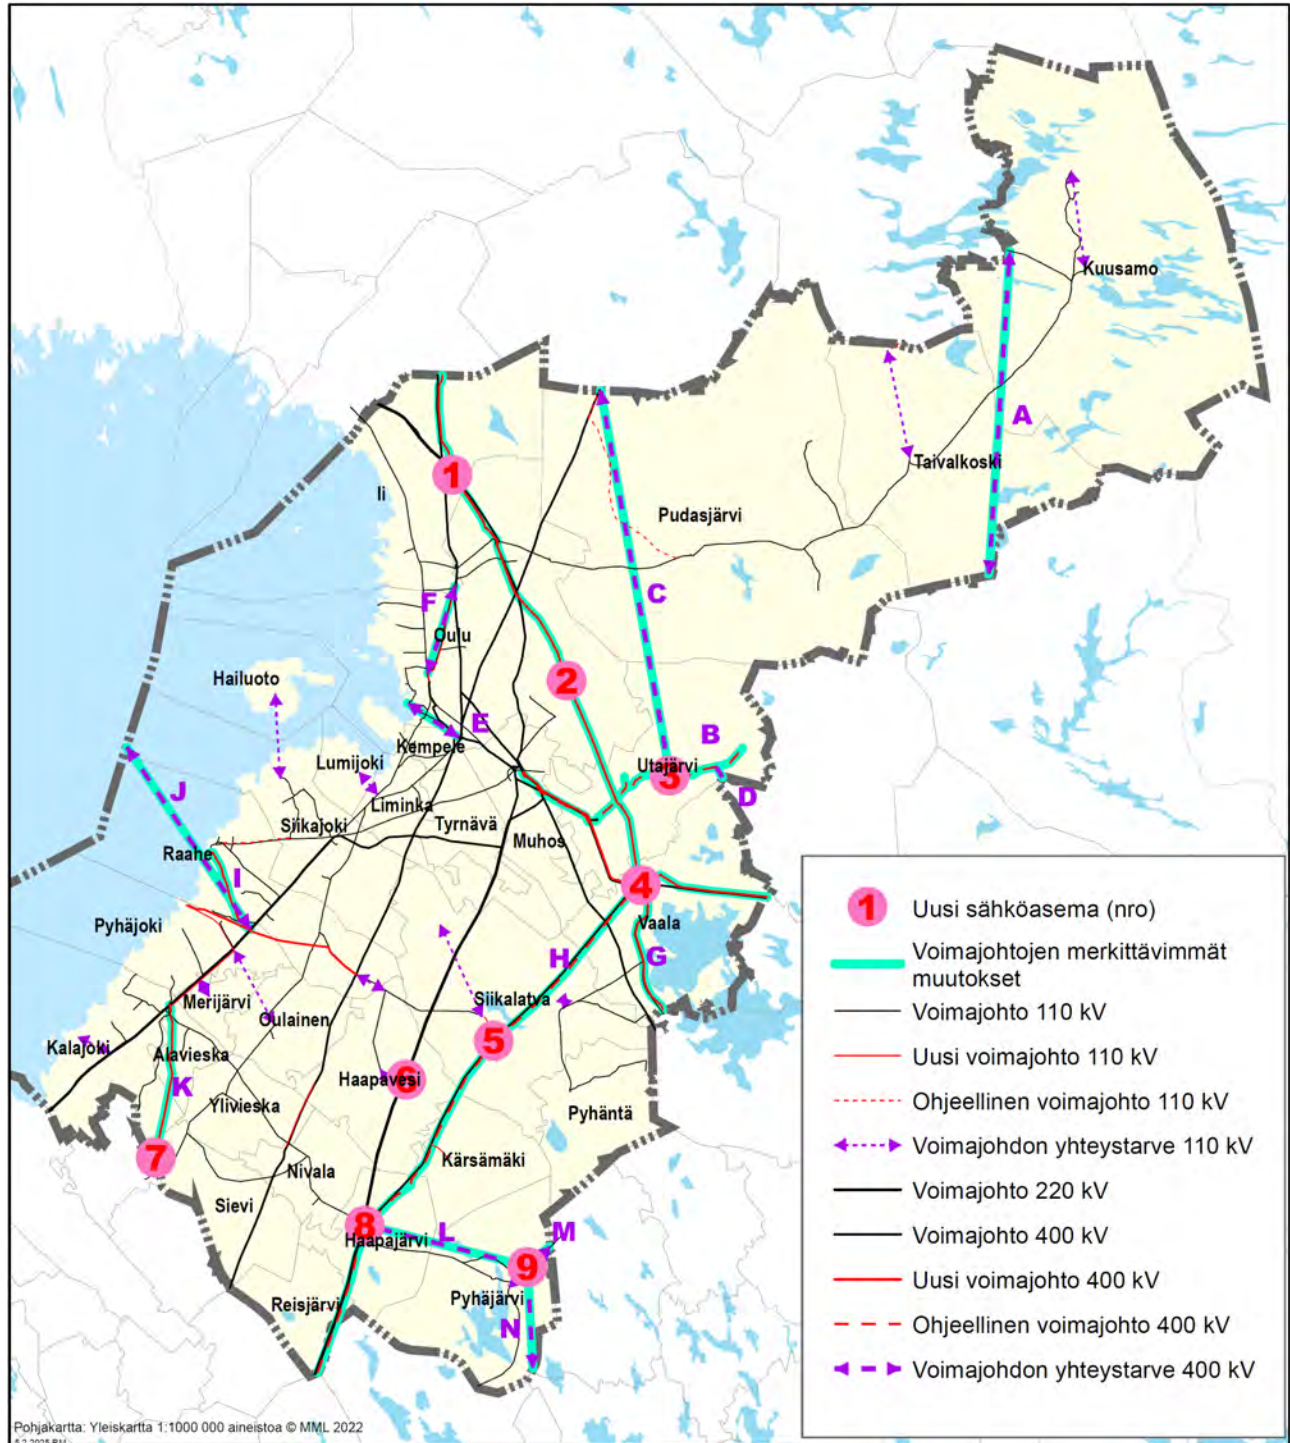 Kuusamo
A
Taivalkoski
1
Ii
Pudasjärvi
F
C
Oulu
2
Hailuoto
E
B
Kempele
Lumijoki
Utajärvi
3
D
J
Liminka
Siikajoki
Tyrnävä
Muhos
Raahe
I
4
Pyhäjoki
Vaala
H
G
Siikalatva
Merijärvi
Oulainen
Kalajoki
Alavieska
5
K
Haapavesi
6
Ylivieska
Pyhäntä
7
Nivala
Kärsämäki
Sievi
8
Haapajärvi
L
M
9
Reisjärvi
Pyhäjärvi
N
1 Uusi sähköasema (nro)
Voimajohtojen merkittävimmät
muutokset
Voimajohto 110 kV
Uusi voimajohto 110 kV
Ohjeellinen voimajohto 110 kV
Voimajohdon yhteystarve 110 kV
Voimajohto 220 kV
Voimajohto 400 kV
Uusi voimajohto 400 kV
Ohjeellinen voimajohto 400 kV
Voimajohdon yhteystarve 400 kV
Pohjakartta: Yleiskartta 1:1000 000 aineistoa © MML 2022